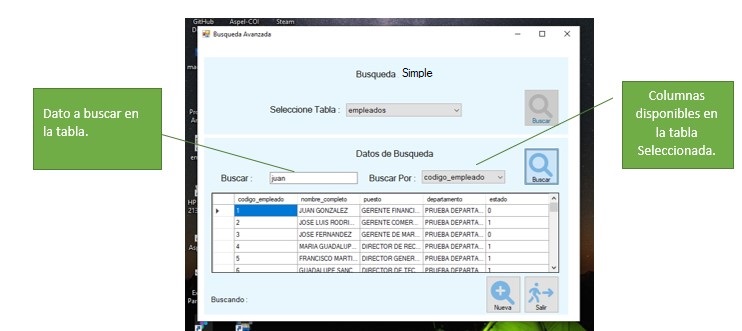 GitHub Aspel-COI Steam
Busqueda Avanzada
Busqueda Simple
Seleccione Tabla : empleados
Buscar
Dato a buscar en
la tabla.
Columnas
disponibles en
la tabla
Seleccionada.
Datos de Busqueda
Buscar : juan Buscar Por : codigo_empleado
Buscar
codigo_empleado nombre_completo puesto departamento estado
1 JUAN GONZALEZ GERENTE FINANCI... PRUEBA DEPARTA... 0
2 JOSE LUIS RODRI... GERENTE COMER... PRUEBA DEPARTA... 1
3 JOSE FERNANDEZ GERENTE DE MAR... PRUEBA DEPARTA... 0
4 MARIA GUADALUP... DIRECTOR DE REC... PRUEBA DEPARTA... 1
5 FRANCISCO MARTI... DIRECTOR GENER... PRUEBA DEPARTA... 1
6 GUADALUPE SANC... DIRECTOR DE TEC... PRUEBA DEPARTA... 1
Buscando :
Nueva
Salir